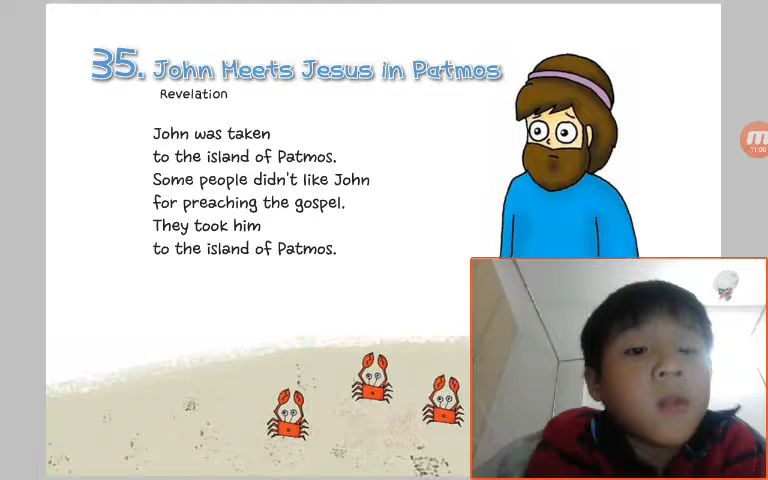 35. John Meets Jesus in Patmos
Revelation
John was taken
to the island of Patmos.
Some people didn't like John
for preaching the gospel.
They took him
to the island of Patmos.